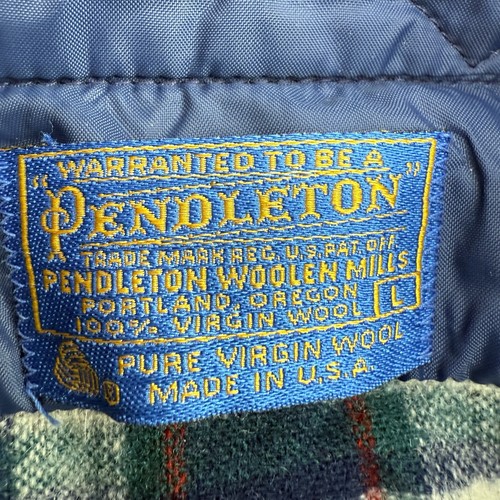 WARRANTED TO BE A
"PENDLETON"
TRADE MARK REG. U.S. PAT. OFF.
PENDLETON WOOLEN MILLS
PORTLAND, OREGON
100% VIRGIN WOOL L
PURE VIRGIN WOOL
® MADE IN U.S.A.